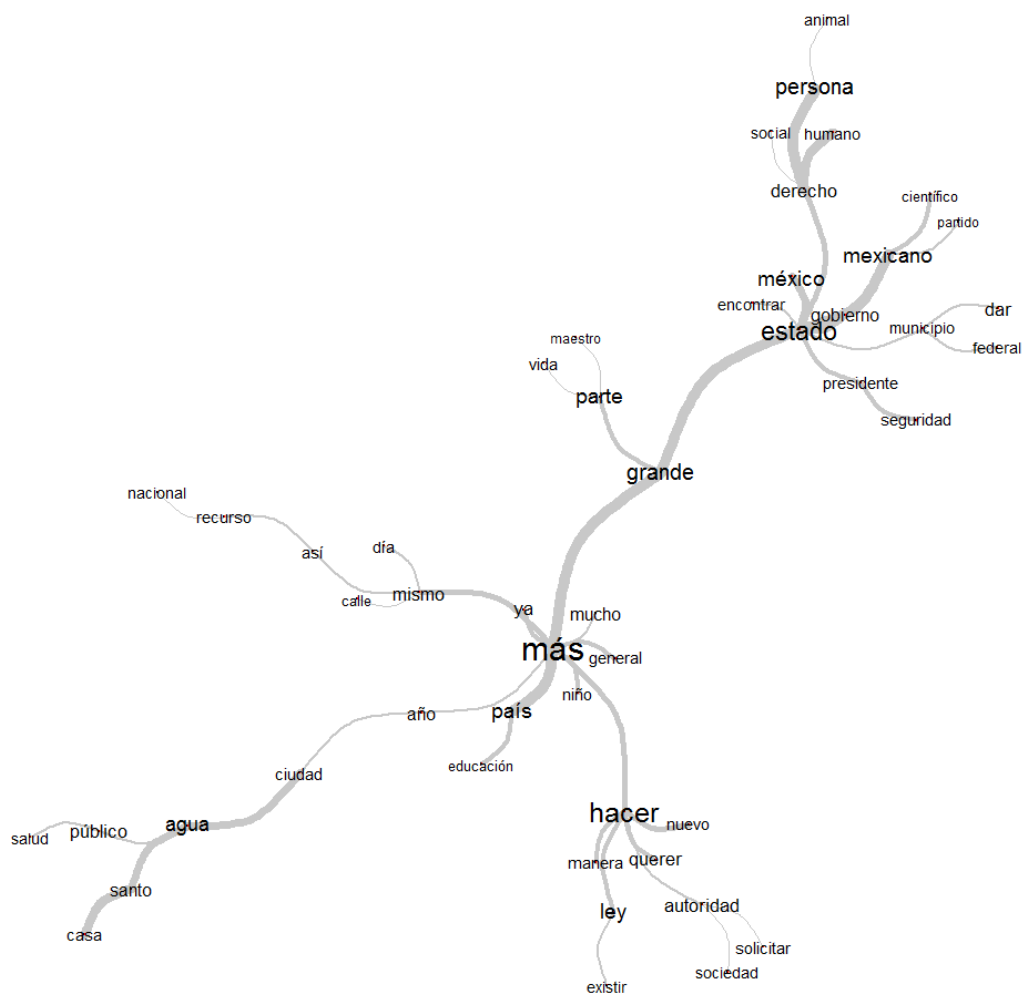 animal
persona
social
humano
derecho
científico
partido
mexicano
méxico
encontrar
gobierno
estado
municipio
dar
federal
maestro
vida
presidente
parte
seguridad
grande
nacional
recurso
día
así
mismo
calle
ya
mucho
más
general
niño
país
año
educación
ciudad
hacer
agua
nuevo
público
salud
manera
querer
santo
ley
autoridad
casa
solicitar
sociedad
existir